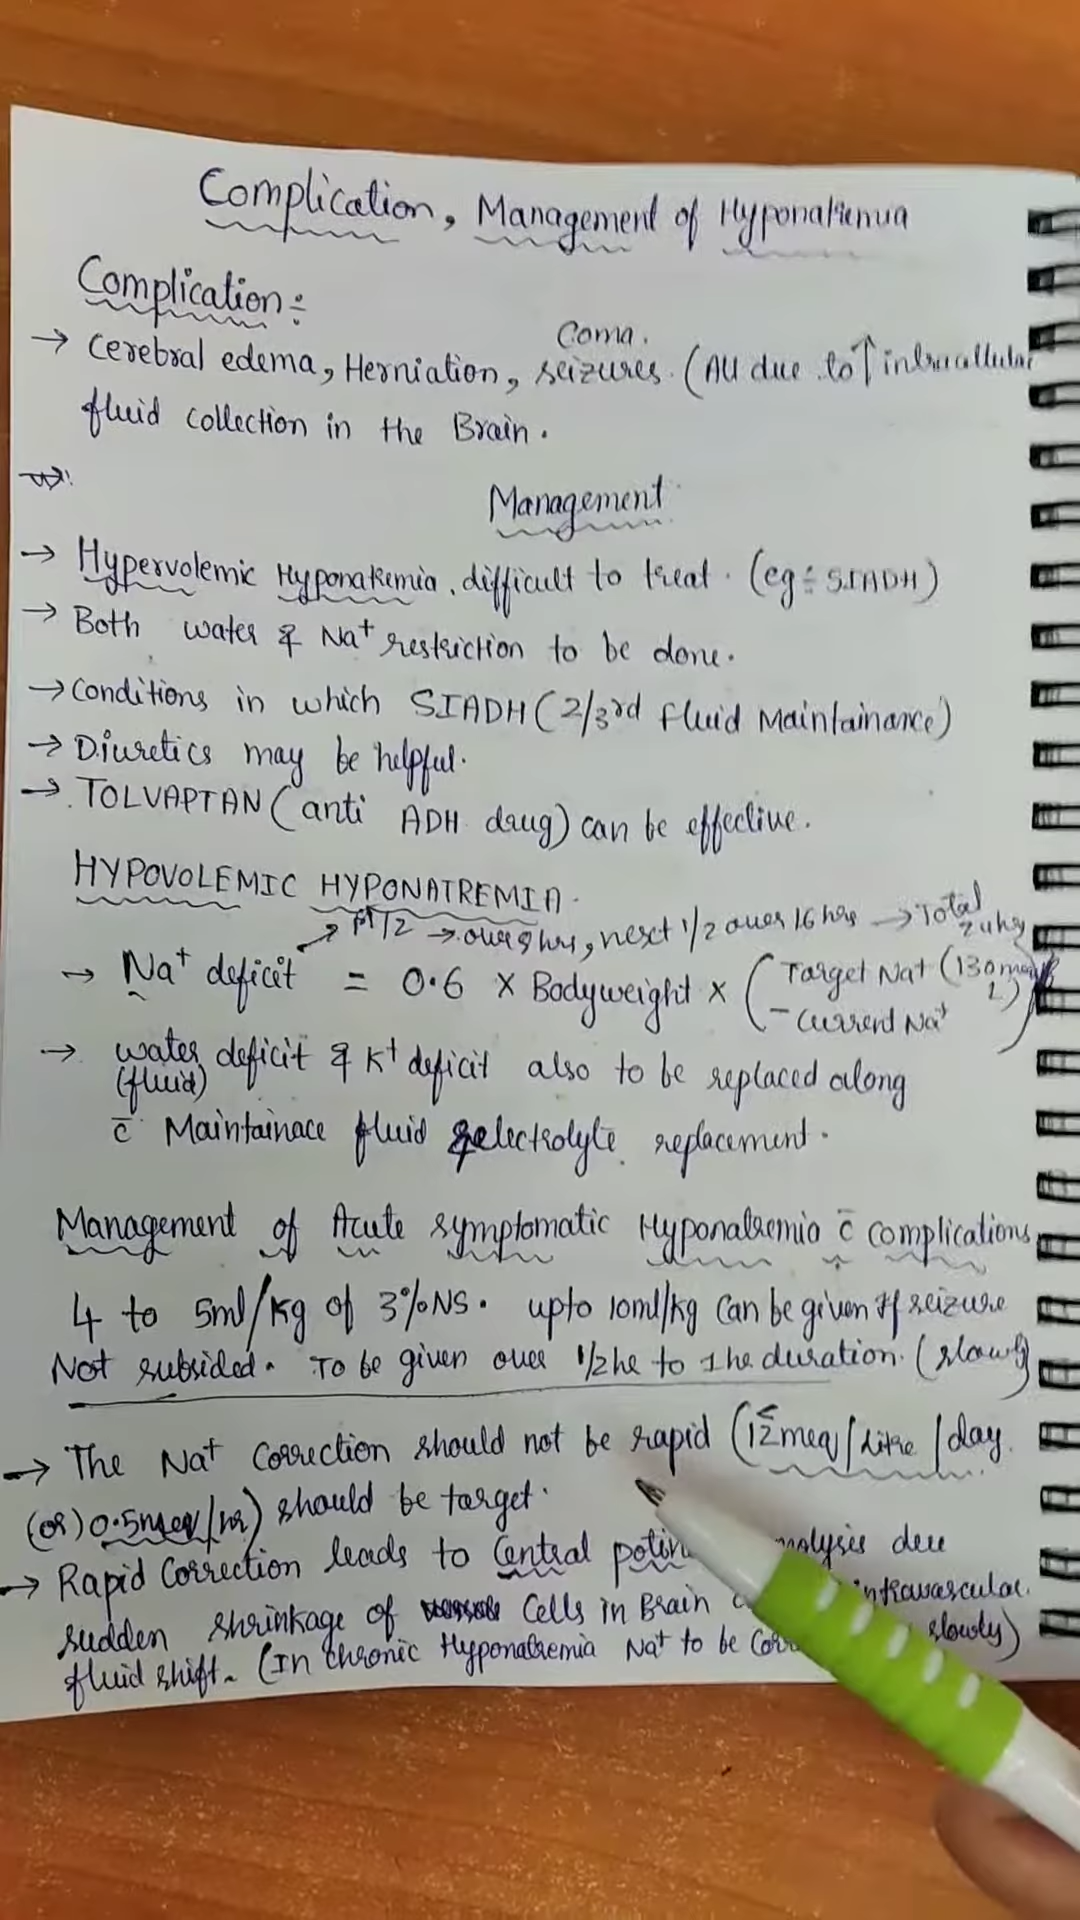 Complication, Management of Hyponatremia
Complication:
Coma.
→ Cerebral edema, Herniation, seizures. (All due to ↑ intracellular
fluid collection in the Brain.
Management
→ Hypervolemic Hyponatremia. difficult to treat. (eg: SIADH)
→ Both water & Na⁺ restriction to be done.
→ Conditions in which SIADH (2/3rd Fluid Maintainance)
→ Diuretics may be helpful.
→ TOLVAPTAN (anti ADH drug) can be effective.
HYPOVOLEMIC HYPONATREMIA.
1/2 → over 8 hrs, next 1/2 over 16 hrs → Total 24 hrs
→ Na⁺ deficit = 0.6 × Bodyweight × (Target Na⁺ (130 meq/L)
- Current Na⁺)
→ water deficit & K⁺ deficit also to be replaced along
(fluid)
c̄ Maintainace fluid & electrolyte replacement.
Management of Acute symptomatic Hyponatremia c̄ complications
4 to 5ml/kg of 3% NS. upto 10ml/kg can be given if seizure
Not subsided. To be given over 1/2 hr to 1 hr duration. (slowly)
→ The Na⁺ Correction should not be rapid (≤12meq/Litre/day
(or) 0.5meq/hr) should be target.
→ Rapid Correction leads to Central due
sudden shrinkage of Cells in Brain intravascular
fluid shift. (In chronic Hyponatremia Na⁺ to be slowly)